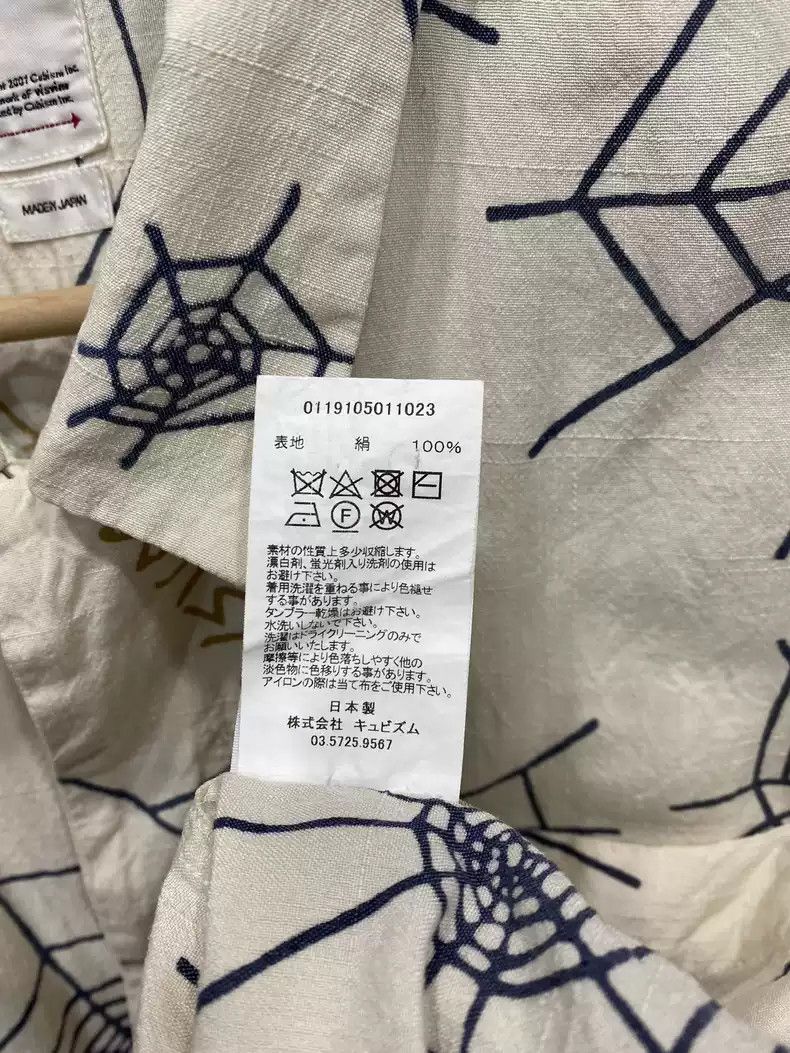 2001 Cubism Inc.
work of visvim
by Cubism Inc.
MADE IN JAPAN
0119105011023
表地 絹 100%
F W
素材の性質上多少収縮します。
漂白剤、蛍光剤入り洗剤の使用は
お避け下さい。
着用洗濯を重ねる事により色褪せ
する事があります。
タンブラー乾燥はお避け下さい。
水洗いしないで下さい。
洗濯はドライクリーニングのみで
お願いいたします。
摩擦等により色落ちしやすく他の
淡色物に色移りする事があります。
アイロンの際は当て布をご使用下さい。
日本製
株式会社 キュビズム
03.5725.9567